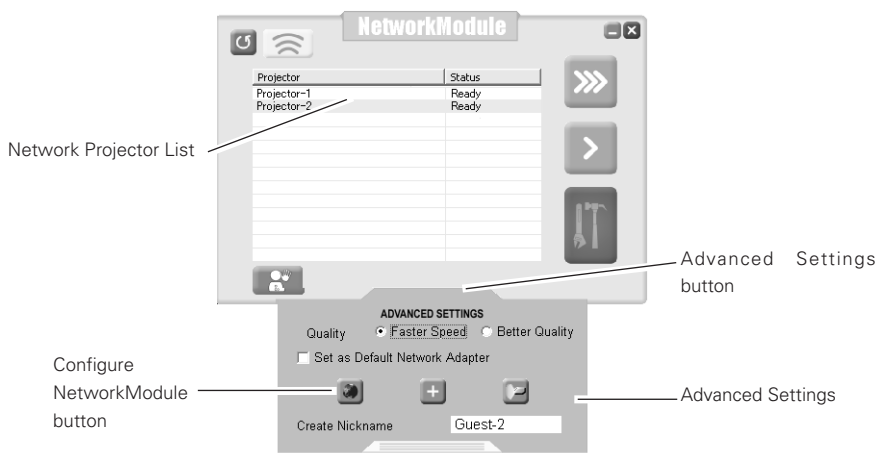 NetworkModule
Projector Status
Projector-1 Ready
Projector-2 Ready
Network Projector List
Advanced Settings
button
ADVANCED SETTINGS
Quality Faster Speed Better Quality
Set as Default Network Adapter
Configure
NetworkModule
button
Advanced Settings
Create Nickname Guest-2